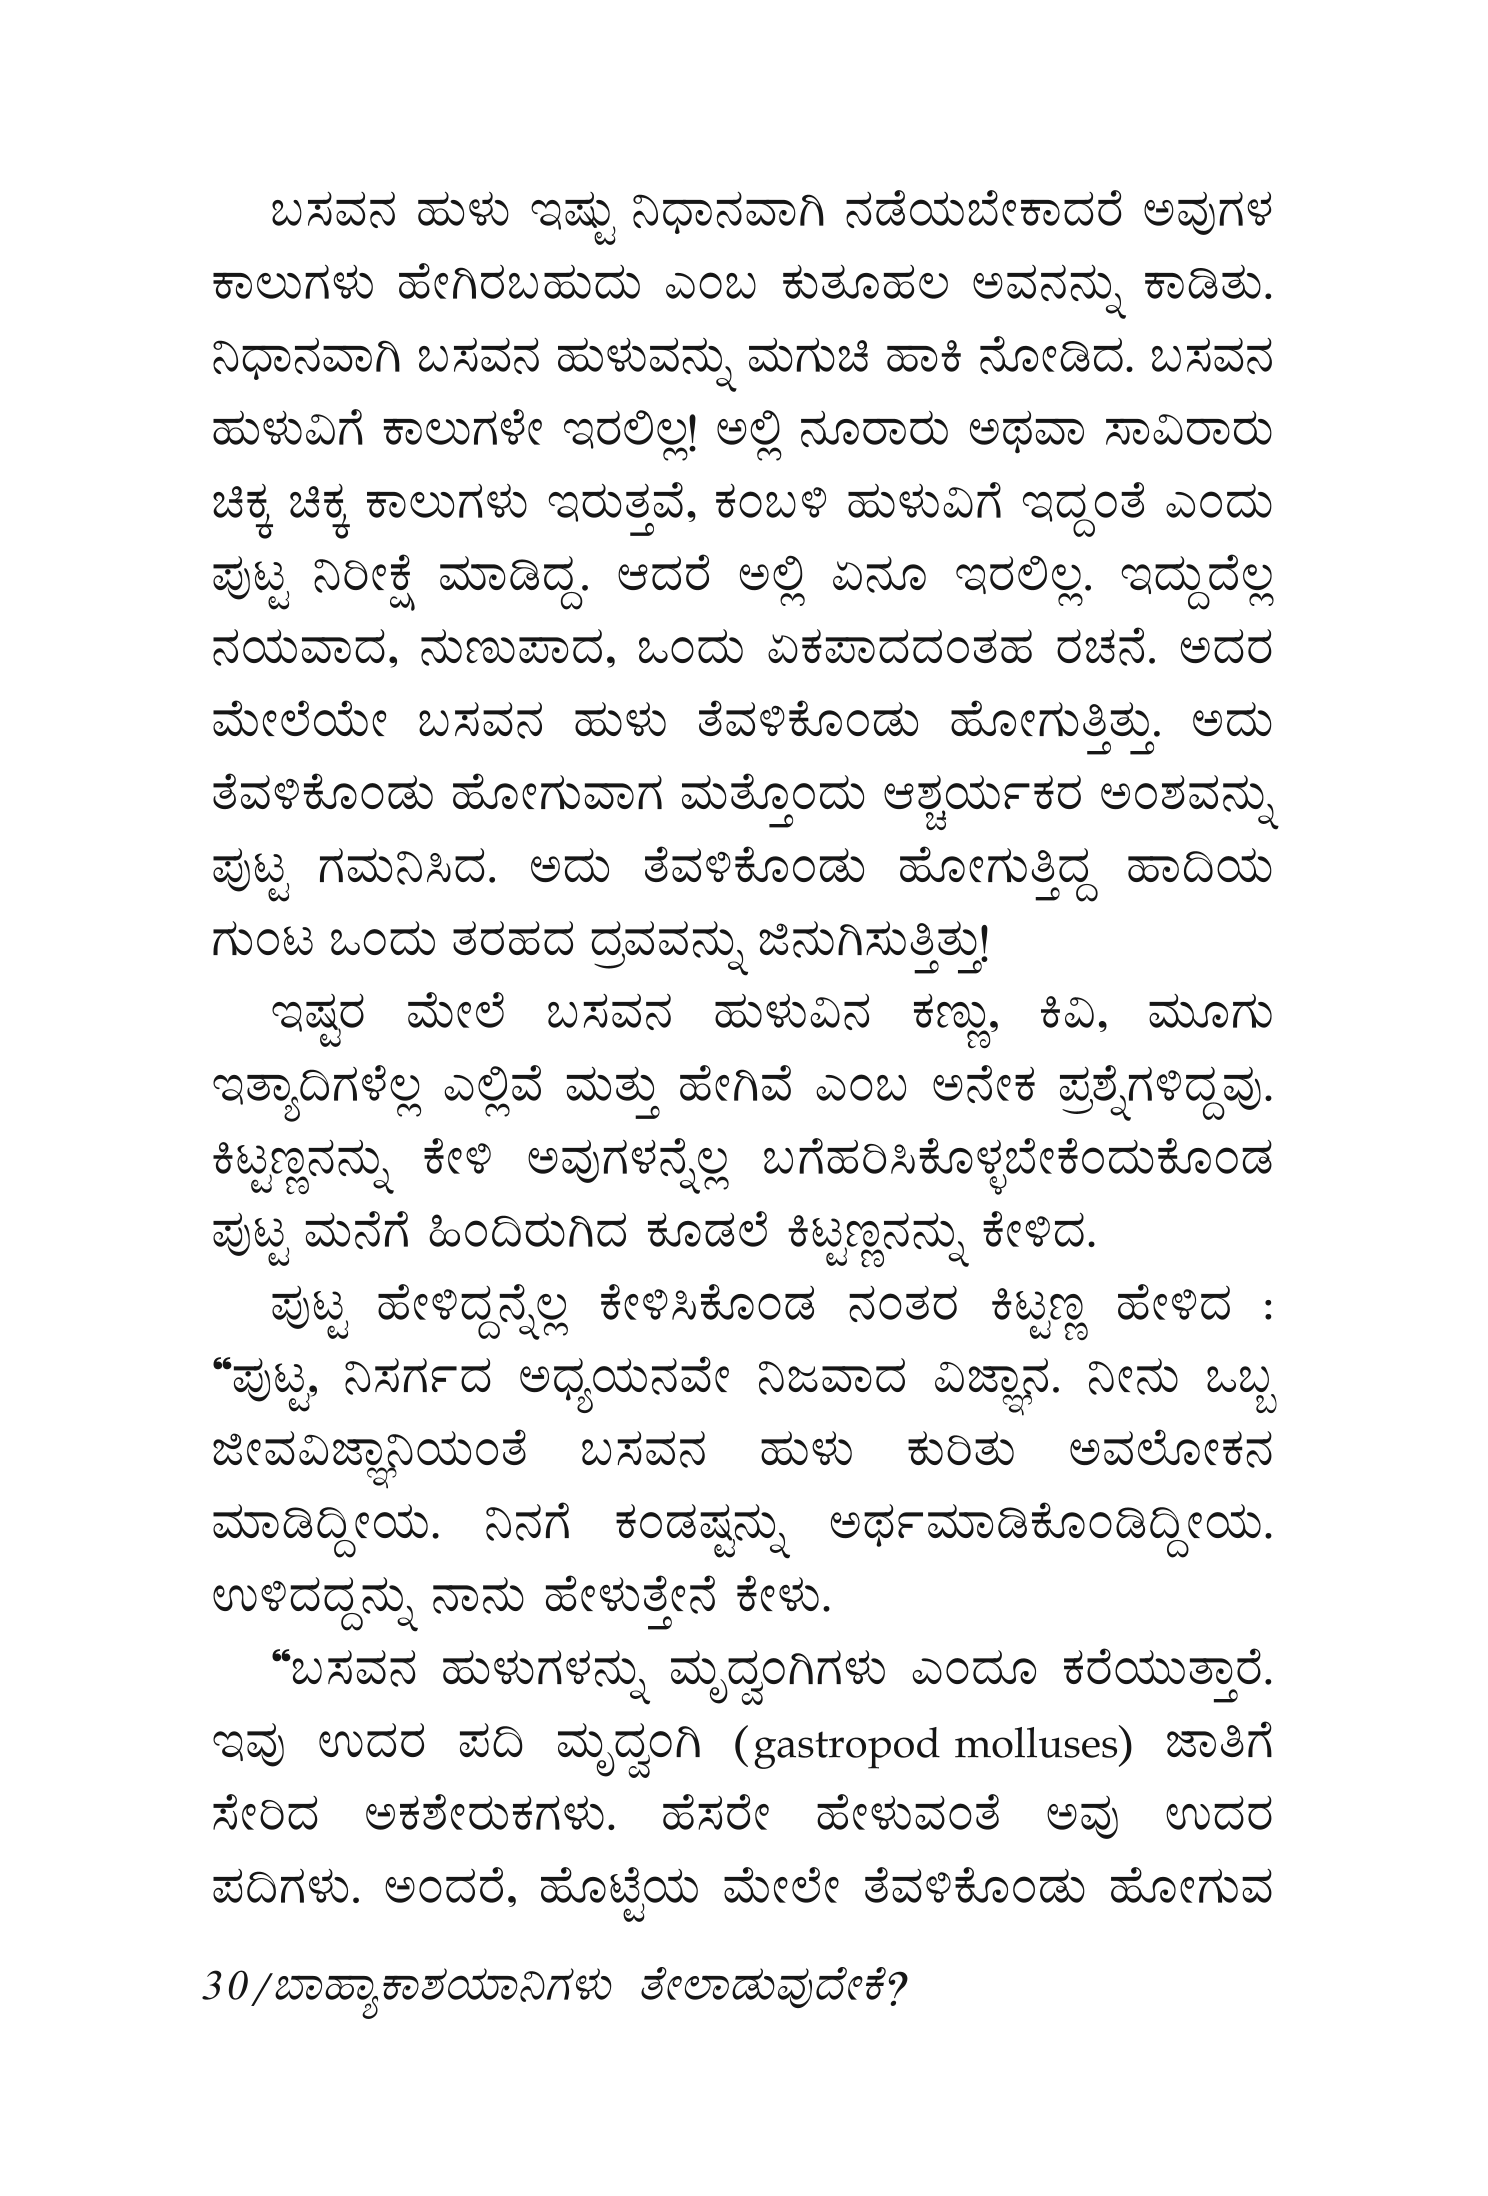 ಬಸವನ ಹುಳು ಇಷ್ಟು ನಿಧಾನವಾಗಿ ನಡೆಯಬೇಕಾದರೆ ಅವುಗಳ
ಕಾಲುಗಳು ಹೇಗಿರಬಹುದು ಎಂಬ ಕುತೂಹಲ ಅವನನ್ನು ಕಾಡಿತು.
ನಿಧಾನವಾಗಿ ಬಸವನ ಹುಳುವನ್ನು ಮಗುಚಿ ಹಾಕಿ ನೋಡಿದ. ಬಸವನ
ಹುಳುವಿಗೆ ಕಾಲುಗಳೇ ಇರಲಿಲ್ಲ! ಅಲ್ಲಿ ನೂರಾರು ಅಥವಾ ಸಾವಿರಾರು
ಚಿಕ್ಕ ಚಿಕ್ಕ ಕಾಲುಗಳು ಇರುತ್ತವೆ, ಕಂಬಳಿ ಹುಳುವಿಗೆ ಇದ್ದಂತೆ ಎಂದು
ಪುಟ್ಟ ನಿರೀಕ್ಷೆ ಮಾಡಿದ್ದ. ಆದರೆ ಅಲ್ಲಿ ಏನೂ ಇರಲಿಲ್ಲ. ಇದ್ದುದೆಲ್ಲ
ನಯವಾದ, ನುಣುಪಾದ, ಒಂದು ಏಕಪಾದದಂತಹ ರಚನೆ. ಅದರ
ಮೇಲೆಯೇ ಬಸವನ ಹುಳು ತೆವಳಿಕೊಂಡು ಹೋಗುತ್ತಿತ್ತು. ಅದು
ತೆವಳಿಕೊಂಡು ಹೋಗುವಾಗ ಮತ್ತೊಂದು ಆಶ್ಚರ್ಯಕರ ಅಂಶವನ್ನು
ಪುಟ್ಟ ಗಮನಿಸಿದ. ಅದು ತೆವಳಿಕೊಂಡು ಹೋಗುತ್ತಿದ್ದ ಹಾದಿಯ
ಗುಂಟ ಒಂದು ತರಹದ ದ್ರವವನ್ನು ಜಿನುಗಿಸುತ್ತಿತ್ತು!
ಇಷ್ಟರ ಮೇಲೆ ಬಸವನ ಹುಳುವಿನ ಕಣ್ಣು, ಕಿವಿ, ಮೂಗು
ಇತ್ಯಾದಿಗಳೆಲ್ಲ ಎಲ್ಲಿವೆ ಮತ್ತು ಹೇಗಿವೆ ಎಂಬ ಅನೇಕ ಪ್ರಶ್ನೆಗಳಿದ್ದವು.
ಕಿಟ್ಟಣ್ಣನನ್ನು ಕೇಳಿ ಅವುಗಳನ್ನೆಲ್ಲ ಬಗೆಹರಿಸಿಕೊಳ್ಳಬೇಕೆಂದುಕೊಂಡ
ಪುಟ್ಟ ಮನೆಗೆ ಹಿಂದಿರುಗಿದ ಕೂಡಲೆ ಕಿಟ್ಟಣ್ಣನನ್ನು ಕೇಳಿದ.
ಪುಟ್ಟ ಹೇಳಿದ್ದನ್ನೆಲ್ಲ ಕೇಳಿಸಿಕೊಂಡ ನಂತರ ಕಿಟ್ಟಣ್ಣ ಹೇಳಿದ :
“ಪುಟ್ಟ, ನಿಸರ್ಗದ ಅಧ್ಯಯನವೇ ನಿಜವಾದ ವಿಜ್ಞಾನ. ನೀನು ಒಬ್ಬ
ಜೀವವಿಜ್ಞಾನಿಯಂತೆ ಬಸವನ ಹುಳು ಕುರಿತು ಅವಲೋಕನ
ಮಾಡಿದ್ದೀಯ. ನಿನಗೆ ಕಂಡಷ್ಟನ್ನು ಅರ್ಥಮಾಡಿಕೊಂಡಿದ್ದೀಯ.
ಉಳಿದದ್ದನ್ನು ನಾನು ಹೇಳುತ್ತೇನೆ ಕೇಳು.
“ಬಸವನ ಹುಳುಗಳನ್ನು ಮೃದ್ವಂಗಿಗಳು ಎಂದೂ ಕರೆಯುತ್ತಾರೆ.
ಇವು ಉದರ ಪದಿ ಮೃದ್ವಂಗಿ (gastropod molluses) ಜಾತಿಗೆ
ಸೇರಿದ ಅಕಶೇರುಕಗಳು. ಹೆಸರೇ ಹೇಳುವಂತೆ ಅವು ಉದರ
ಪದಿಗಳು. ಅಂದರೆ, ಹೊಟ್ಟೆಯ ಮೇಲೇ ತೆವಳಿಕೊಂಡು ಹೋಗುವ
30/ಬಾಹ್ಯಾಕಾಶಯಾನಿಗಳು ತೇಲಾಡುವುದೇಕೆ?